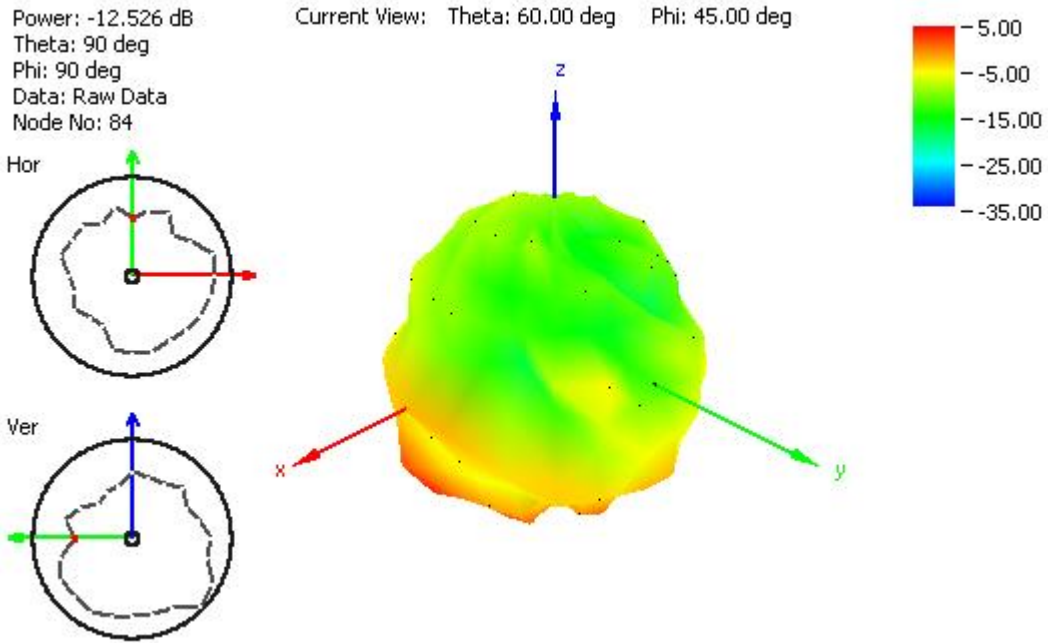 Power: -12.526 dB
Theta: 90 deg
Phi: 90 deg
Data: Raw Data
Node No: 84
Current View: Theta: 60.00 deg Phi: 45.00 deg
5.00
-5.00
-15.00
-25.00
-35.00
Hor
Ver
z
x
y